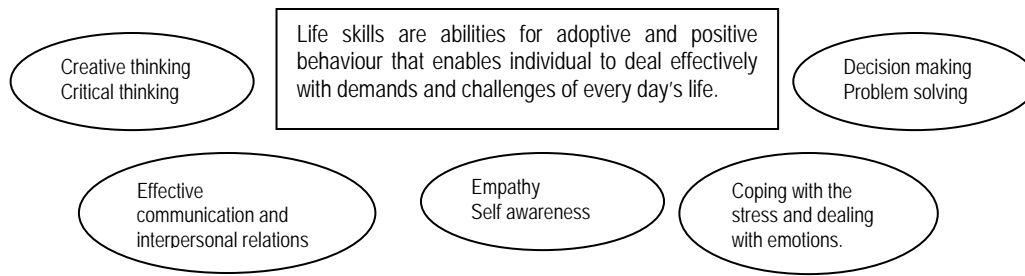 Life skills are abilities for adoptive and positive
behaviour that enables individual to deal effectively
with demands and challenges of every day's life.
Creative thinking
Critical thinking
Decision making
Problem solving
Effective
communication and
interpersonal relations
Empathy
Self awareness
Coping with the
stress and dealing
with emotions.